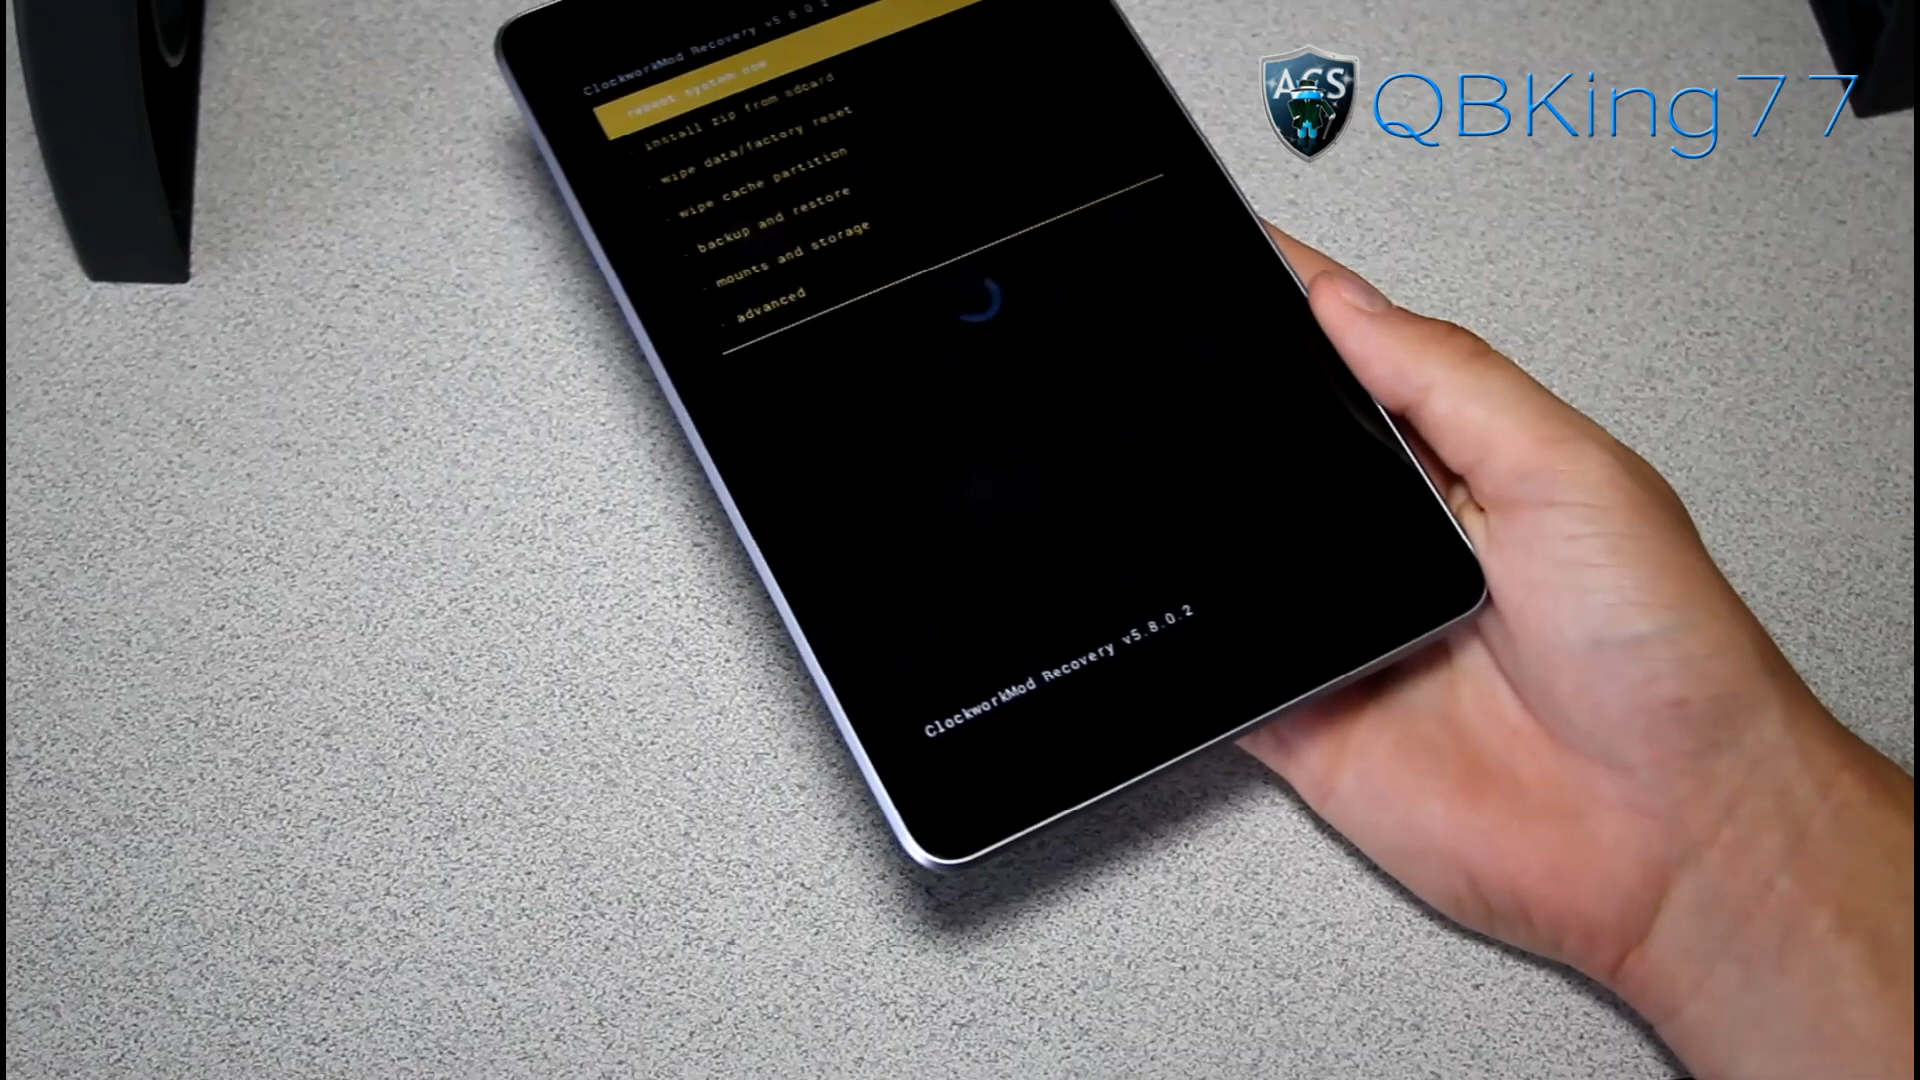 ClockworkMod Recovery v5.8.0.2
reboot system now
- install zip from sdcard
- wipe data/factory reset
- wipe cache partition
- backup and restore
- mounts and storage
- advanced
ClockworkMod Recovery v5.8.0.2
ACS
QBKing77